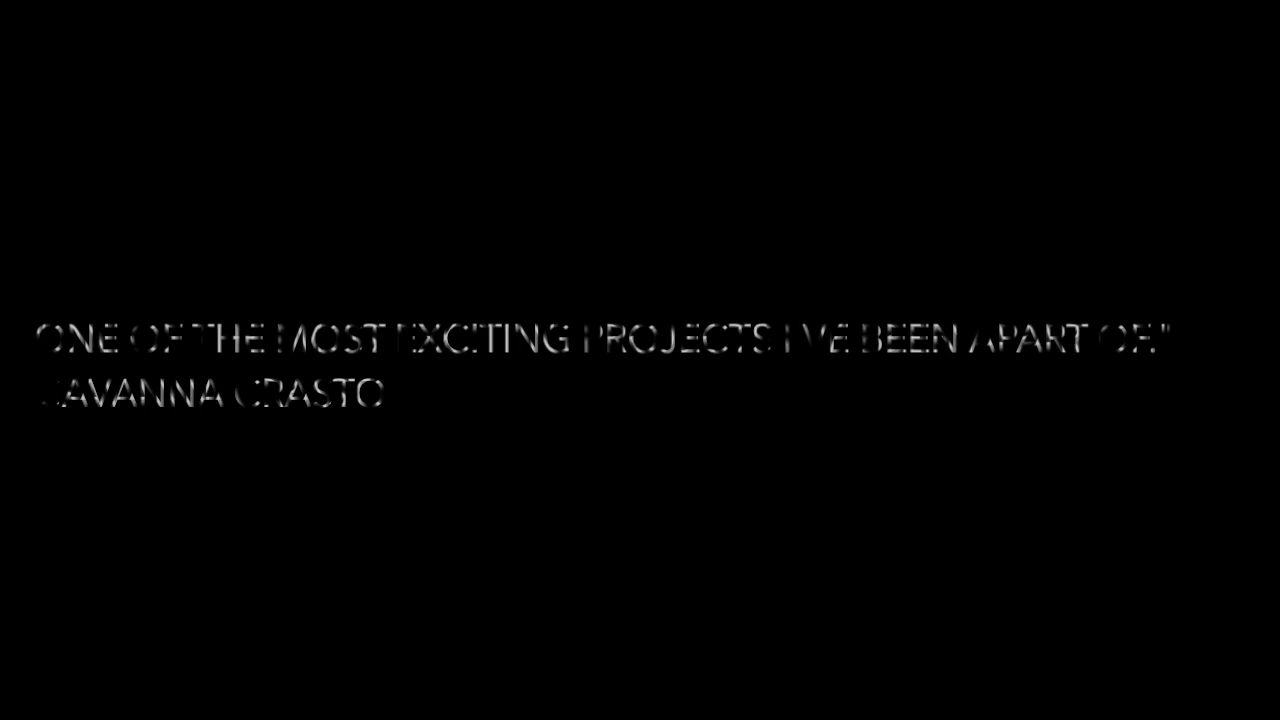 "ONE OF THE MOST EXCITING PROJECTS I'VE BEEN APART OF."
SAVANNA CRASTO